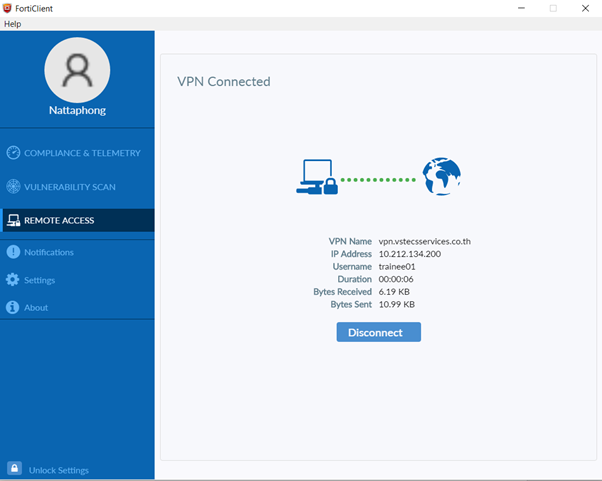 FortiClient
Help
Nattaphong
COMPLIANCE & TELEMETRY
VULNERABILITY SCAN
REMOTE ACCESS
Notifications
Settings
About
Unlock Settings
VPN Connected
VPN Name vpn.vstecsservices.co.th
IP Address 10.212.134.200
Username trainee01
Duration 00:00:06
Bytes Received 6.19 KB
Bytes Sent 10.99 KB
Disconnect